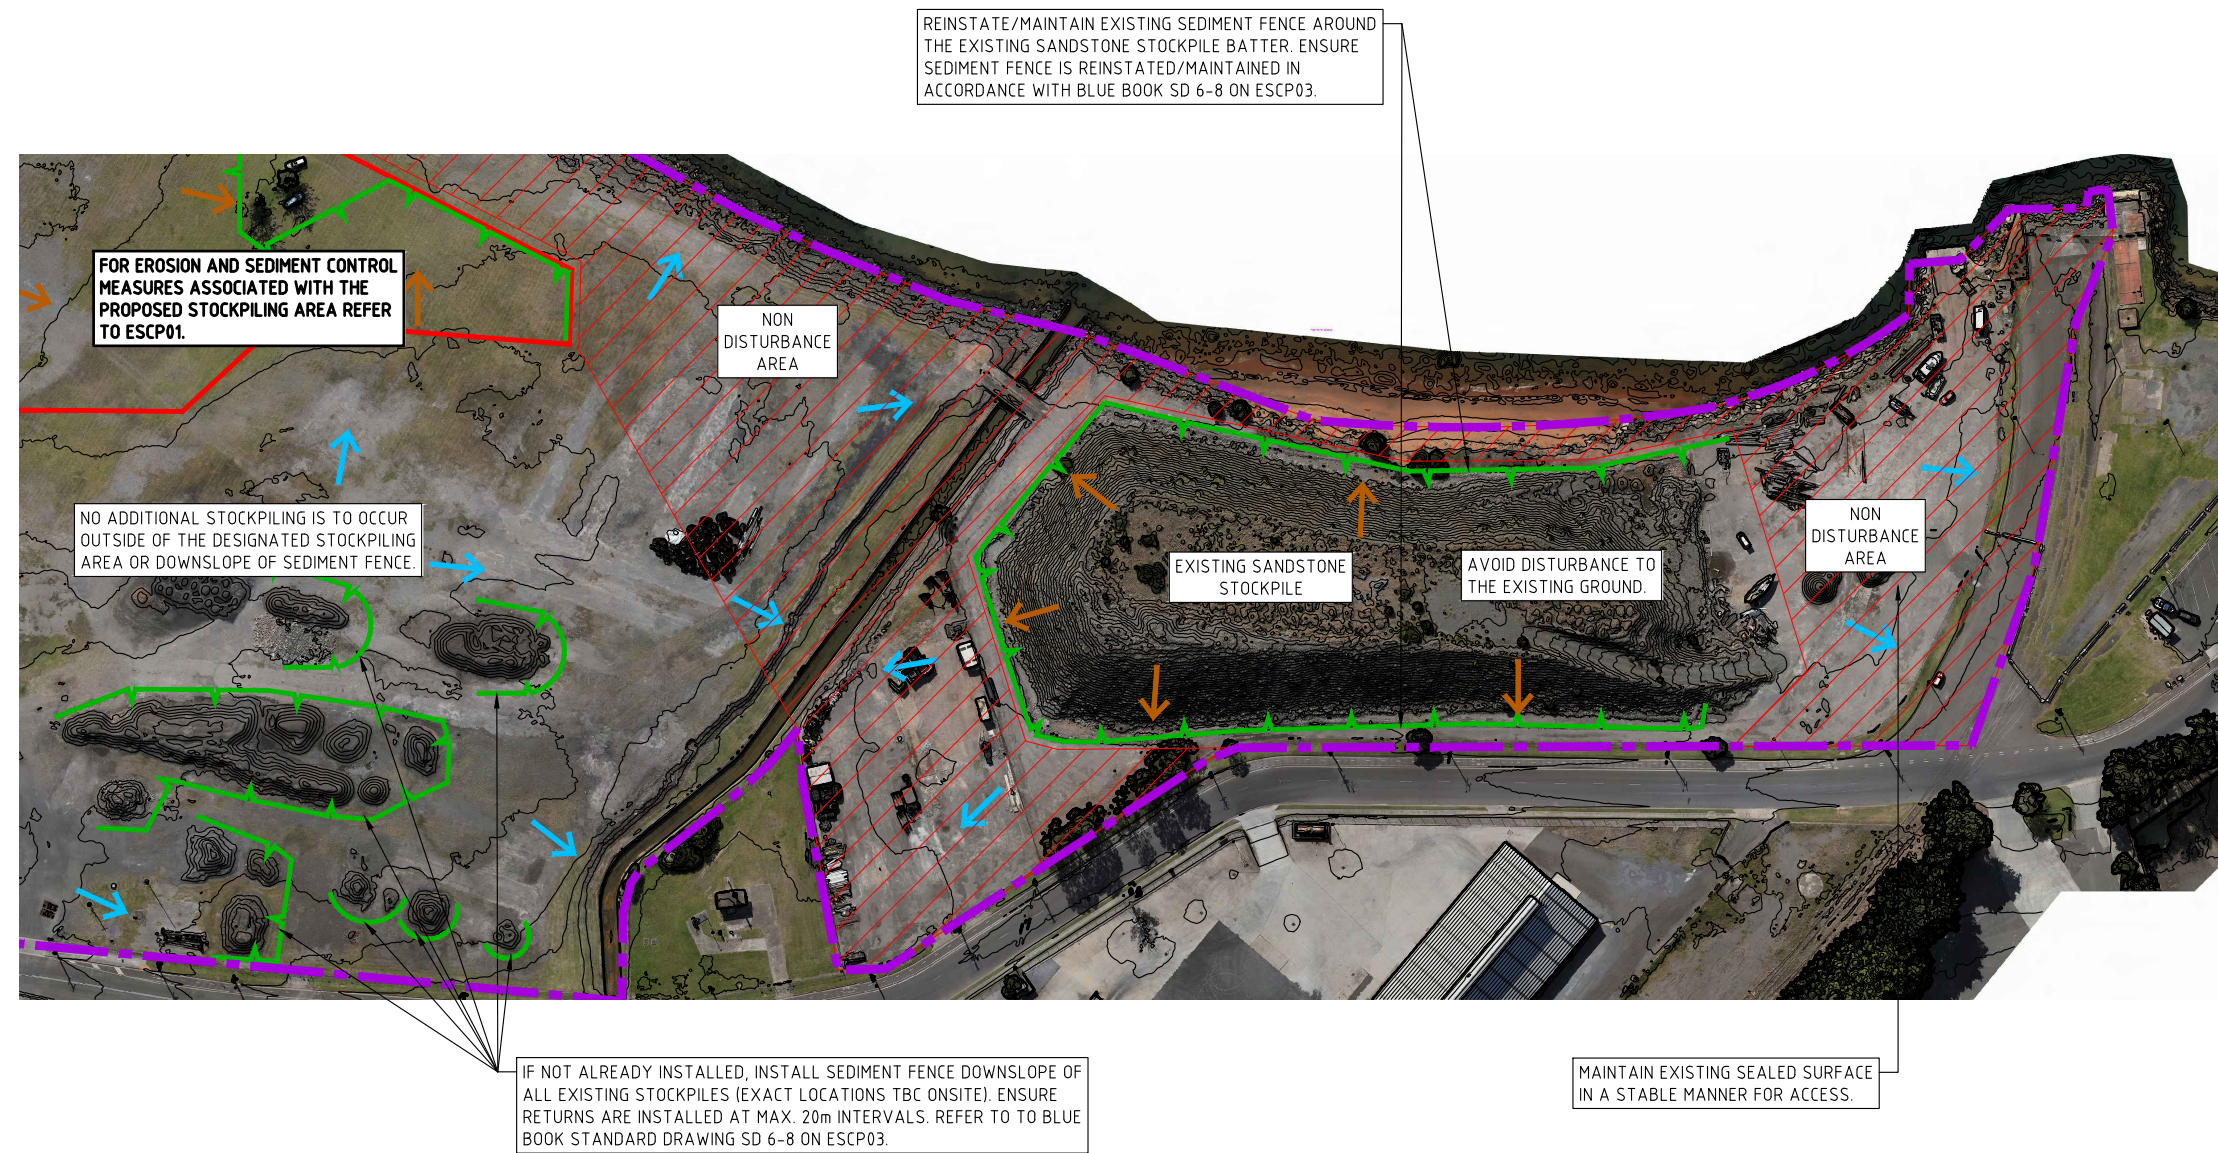 REINSTATE/MAINTAIN EXISTING SEDIMENT FENCE AROUND
THE EXISTING SANDSTONE STOCKPILE BATTER. ENSURE
SEDIMENT FENCE IS REINSTATED/MAINTAINED IN
ACCORDANCE WITH BLUE BOOK SD 6-8 ON ESCP03.
FOR EROSION AND SEDIMENT CONTROL
MEASURES ASSOCIATED WITH THE
PROPOSED STOCKPILING AREA REFER
TO ESCP01.
NON
DISTURBANCE
AREA
NO ADDITIONAL STOCKPILING IS TO OCCUR
OUTSIDE OF THE DESIGNATED STOCKPILING
AREA OR DOWNSLOPE OF SEDIMENT FENCE.
EXISTING SANDSTONE
STOCKPILE
AVOID DISTURBANCE TO
THE EXISTING GROUND.
NON
DISTURBANCE
AREA
IF NOT ALREADY INSTALLED, INSTALL SEDIMENT FENCE DOWNSLOPE OF
ALL EXISTING STOCKPILES (EXACT LOCATIONS TBC ONSITE). ENSURE
RETURNS ARE INSTALLED AT MAX. 20m INTERVALS. REFER TO TO BLUE
BOOK STANDARD DRAWING SD 6-8 ON ESCP03.
MAINTAIN EXISTING SEALED SURFACE
IN A STABLE MANNER FOR ACCESS.